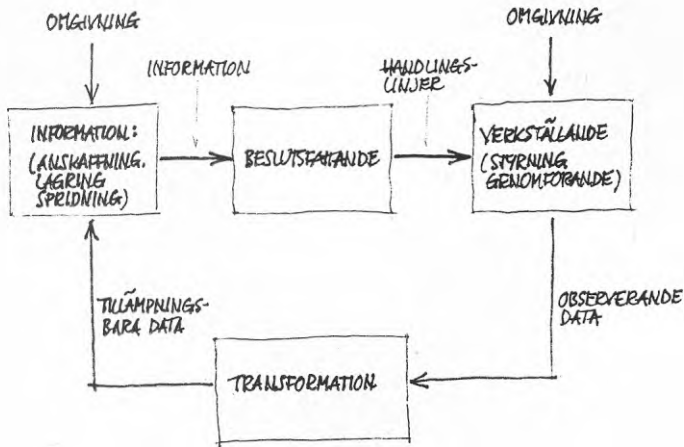 OMGIVNING
OMGIVNING
INFORMATION
HANDLINGS-
LINJER
INFORMATION:
(ANSKAFFNING,
LAGRING
SPRIDNING)
BESLUTSFATTANDE
VERKSTÄLLANDE
(STYRNING
GENOMFÖRANDE)
TILLÄMPNINGS-
BARA DATA
OBSERVERANDE
DATA
TRANSFORMATION